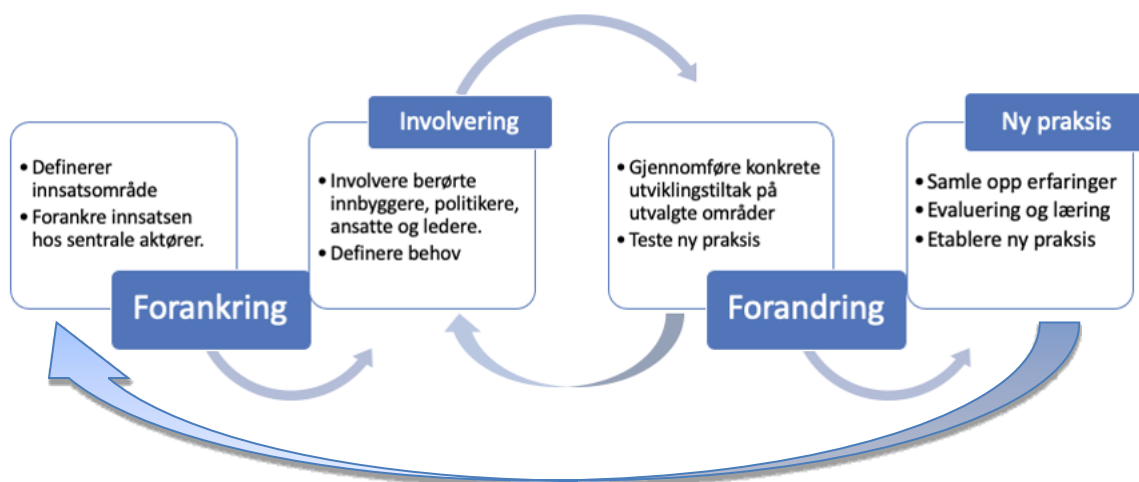 • Definerer
innsatsområde
• Forankre innsatsen
hos sentrale aktører.
Forankring
Involvering
• Involvere berørte
innbyggere, politikere,
ansatte og ledere.
• Definere behov
• Gjennomføre konkrete
utviklingstiltak på
utvalgte områder
• Teste ny praksis
Forandring
Ny praksis
• Samle opp erfaringer
• Evaluering og læring
• Etablere ny praksis